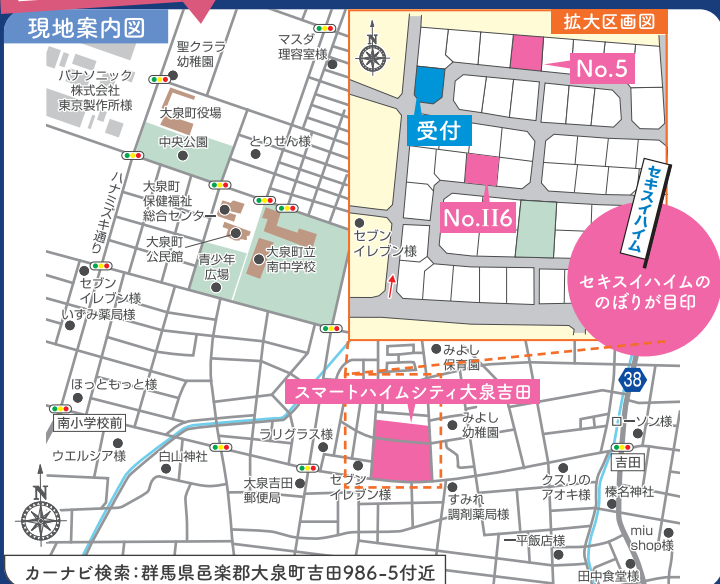 現地案内図
聖クララ
幼稚園
マスダ
理容室様
パナソニック
株式会社
東京製作所様
大泉町役場
中央公園
とりせん様
ハナミズキ通り
大泉町
保健福祉
総合センター
大泉町
公民館
青少年
広場
大泉町立
南中学校
セブン
イレブン様
いずみ薬局様
ほっともっと様
南小学校前
ウエルシア様
白山神社
ラリグラス様
大泉吉田
郵便局
セブン
イレブン様
拡大区画図
N
No.5
受付
No.116
セブン
イレブン様
セキスイハイム
セキスイハイムの
のぼりが目印
みよし
保育園
スマートハイムシティ大泉吉田
みよし
幼稚園
38
ローソン様
吉田
クスリの
アオキ様
榛名神社
すみれ
調剤薬局様
一平飯店様
miu
shop様
田中食堂様
N
カーナビ検索:群馬県邑楽郡大泉町吉田986-5付近